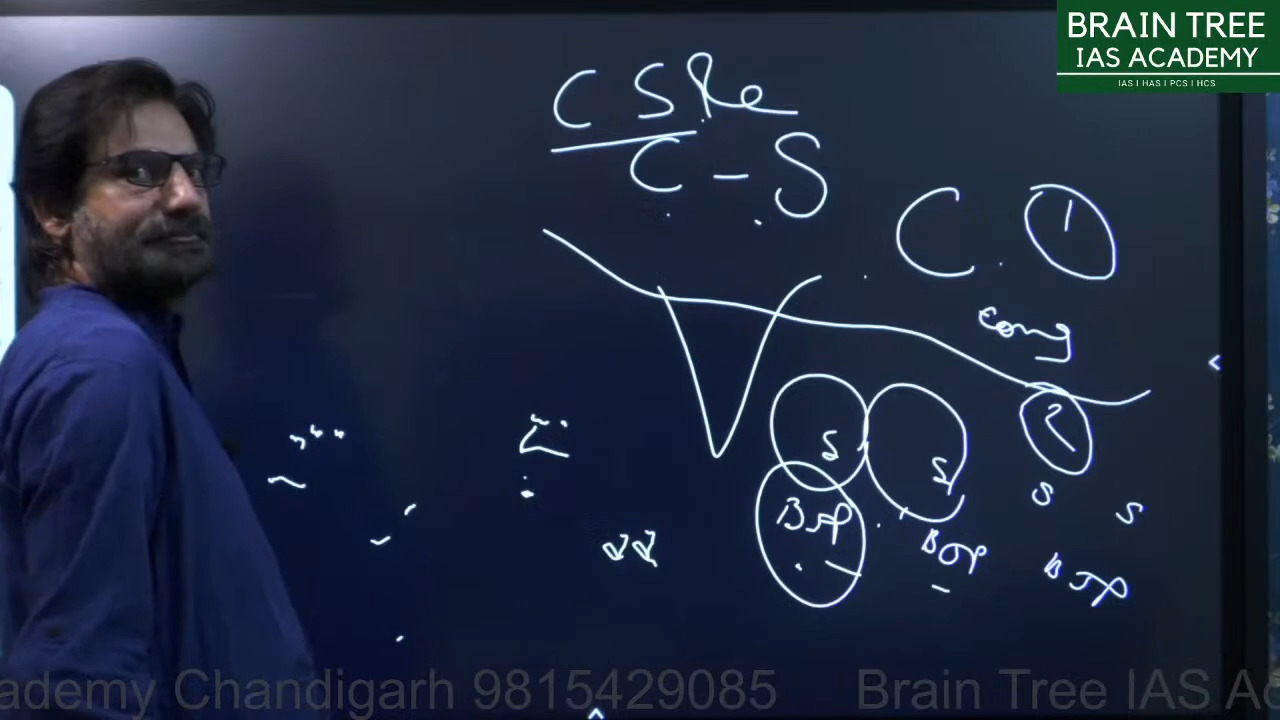 BRAIN TREE
IAS ACADEMY
IAS I HAS I PCS I HCS
C S Re
C - S
C 1
Cong
S S 2
S S
BJP BJP BJP
ademy Chandigarh 9815429085 Brain Tree IAS Ac